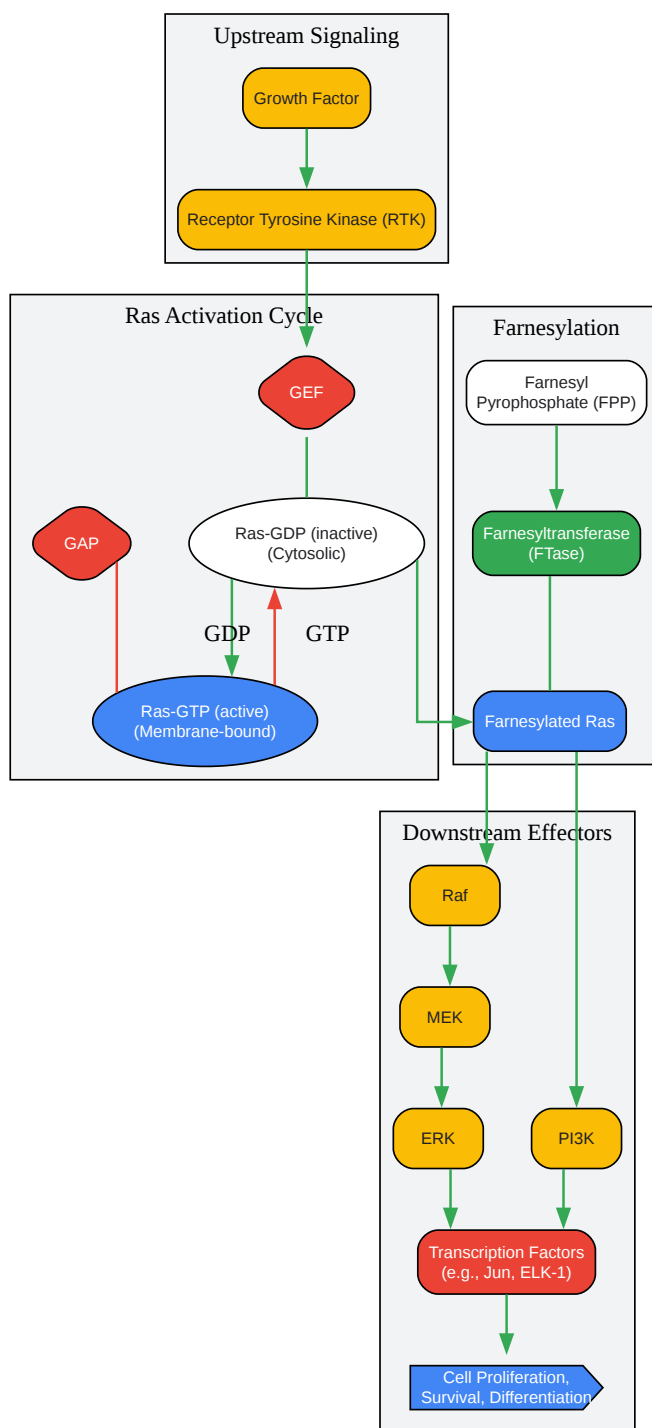 Upstream Signaling
Growth Factor
Receptor Tyrosine Kinase (RTK)
Ras Activation Cycle
GEF
GAP
Ras-GDP (inactive)
(Cytosolic)
GDP
GTP
Ras-GTP (active)
(Membrane-bound)
Farnesylation
Farnesyl
Pyrophosphate (FPP)
Farnesyltransferase
(FTase)
Farnesylated Ras
Downstream Effectors
Raf
MEK
ERK
PI3K
Transcription Factors
(e.g., Jun, ELK-1)
Cell Proliferation,
Survival, Differentiation